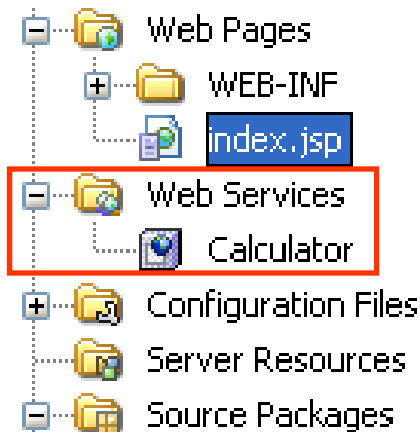 Web Pages
WEB-INF
index.jsp
Web Services
Calculator
Configuration Files
Server Resources
Source Packages